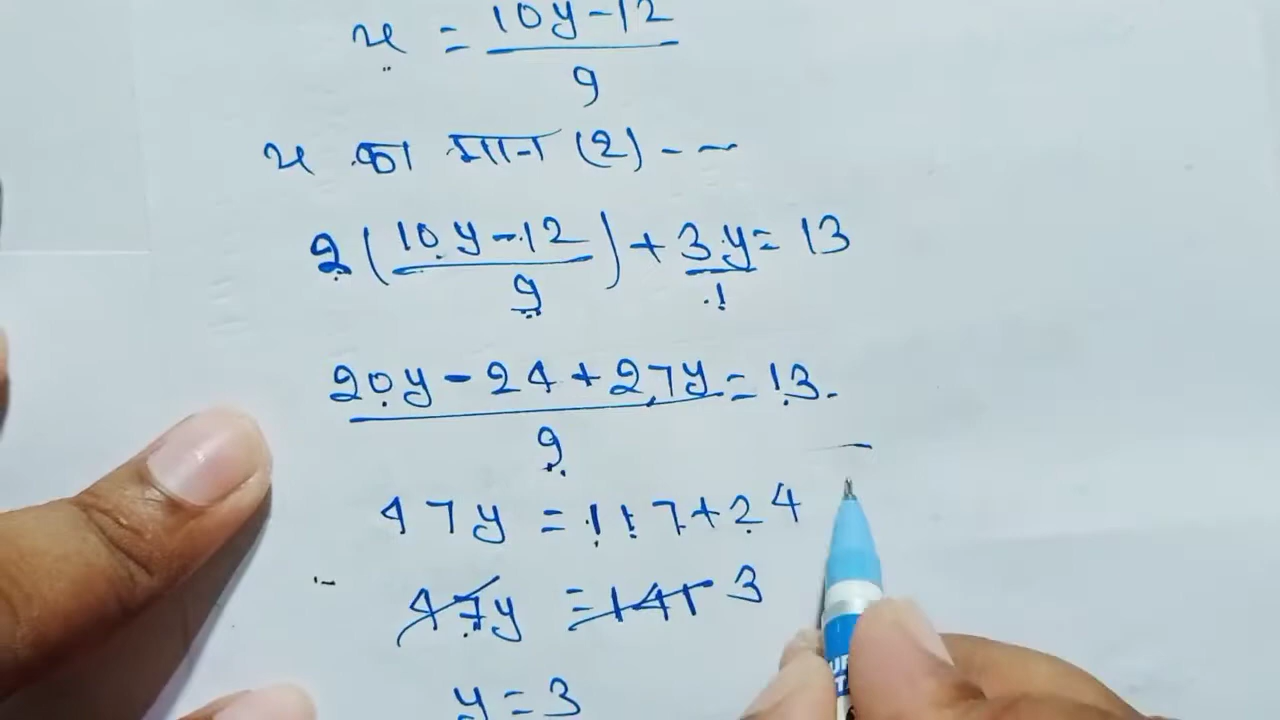 x = 10y-12
9
x का मान (2) - ~
2(10y-12/9) + 3y/1 = 13
20y - 24 + 27y = 13.
9
47y = 117+24
47y = 141 3
y = 3